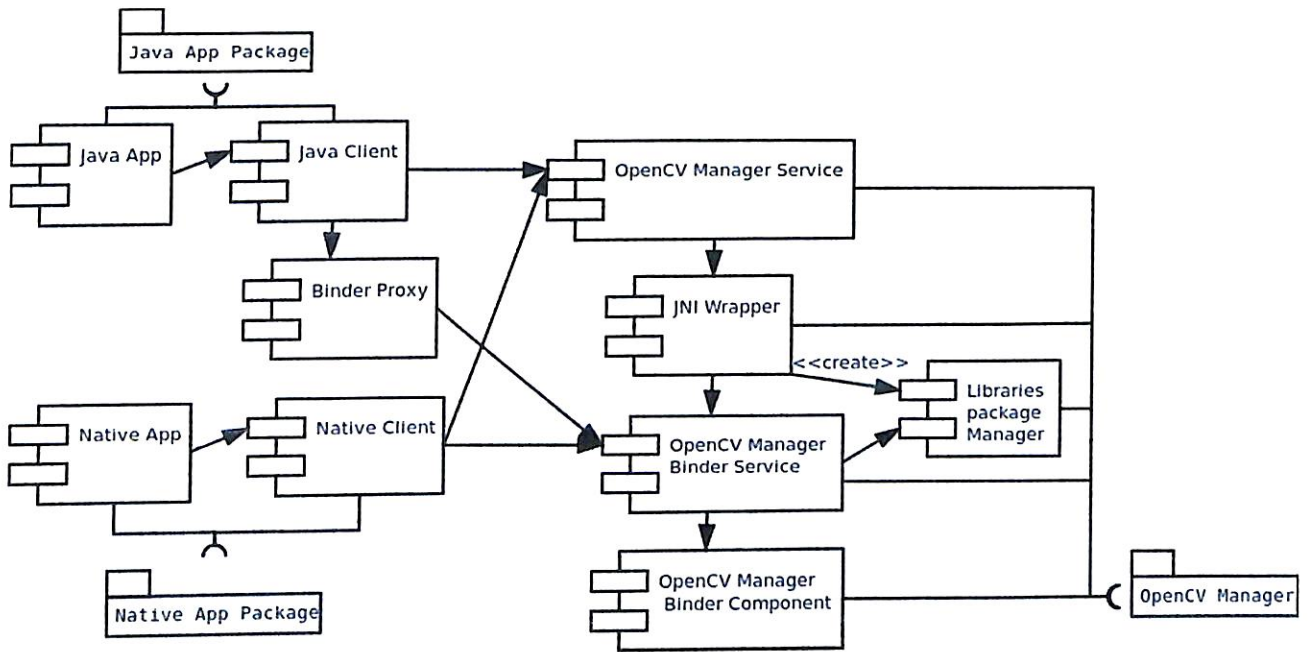 Java App Package
Java App
Java Client
OpenCV Manager Service
Binder Proxy
JNI Wrapper
<<create>>
Libraries
package
Manager
Native App
Native Client
OpenCV Manager
Binder Service
OpenCV Manager
Binder Component
OpenCV Manager
Native App Package